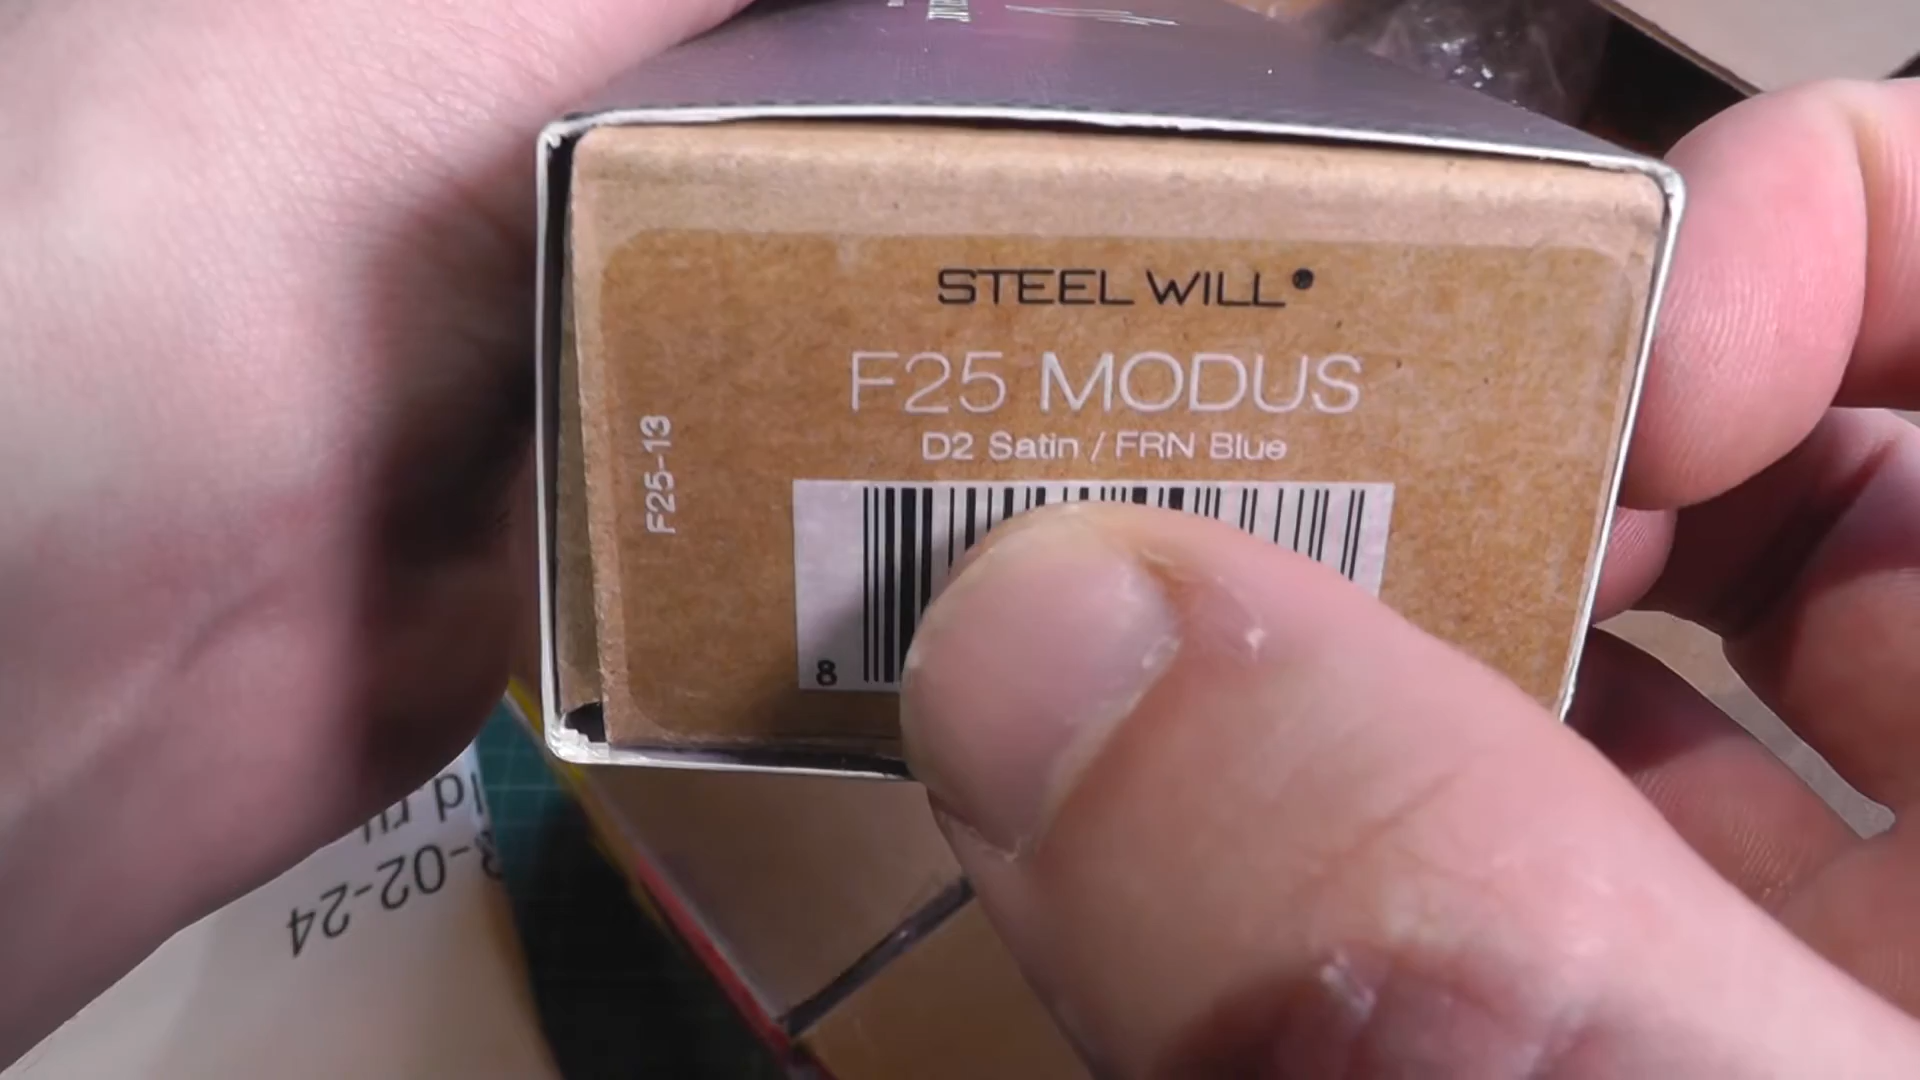 STEEL WILL
F25 MODUS
D2 Satin / FRN Blue
F25-13
8
02-24